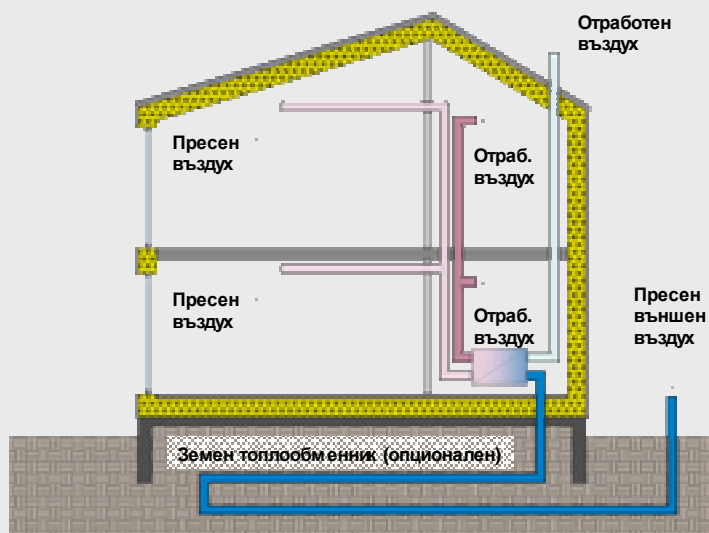 Отработен
въздух
Пресен
въздух
Отраб.
въздух
Пресен
въздух
Отраб.
въздух
Пресен
външен
въздух
Земен топлообменник (опционален)